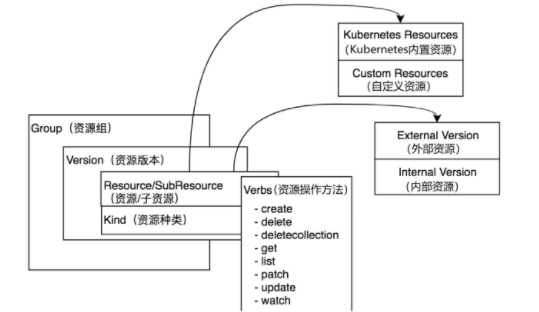 Kubernetes Resources
(Kubernetes内置资源)
Custom Resources
(自定义资源)
External Version
(外部资源)
Internal Version
(内部资源)
Group（资源组）
Version（资源版本）
Resource/SubResource
（资源/子资源）
Kind（资源种类）
Verbs（资源操作方法）
- create
- delete
- deletecollection
- get
- list
- patch
- update
- watch